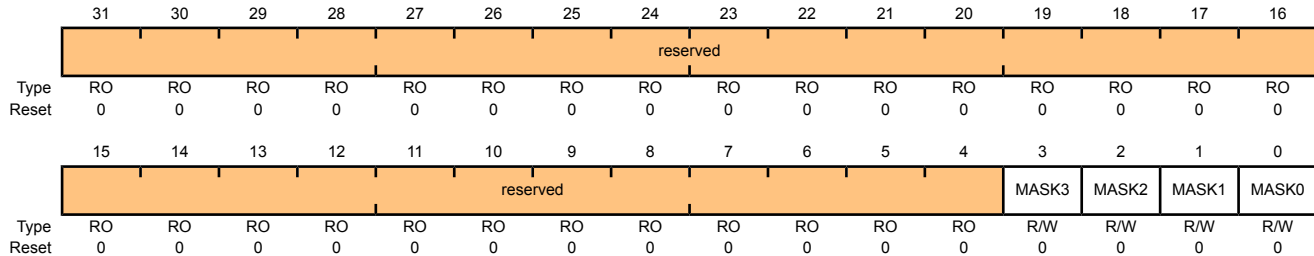 31 30 29 28 27 26 25 24 23 22 21 20 19 18 17 16
reserved
Type RO RO RO RO RO RO RO RO RO RO RO RO RO RO RO RO
Reset 0 0 0 0 0 0 0 0 0 0 0 0 0 0 0 0
15 14 13 12 11 10 9 8 7 6 5 4 3 2 1 0
reserved MASK3 MASK2 MASK1 MASK0
Type RO RO RO RO RO RO RO RO RO RO RO RO R/W R/W R/W R/W
Reset 0 0 0 0 0 0 0 0 0 0 0 0 0 0 0 0